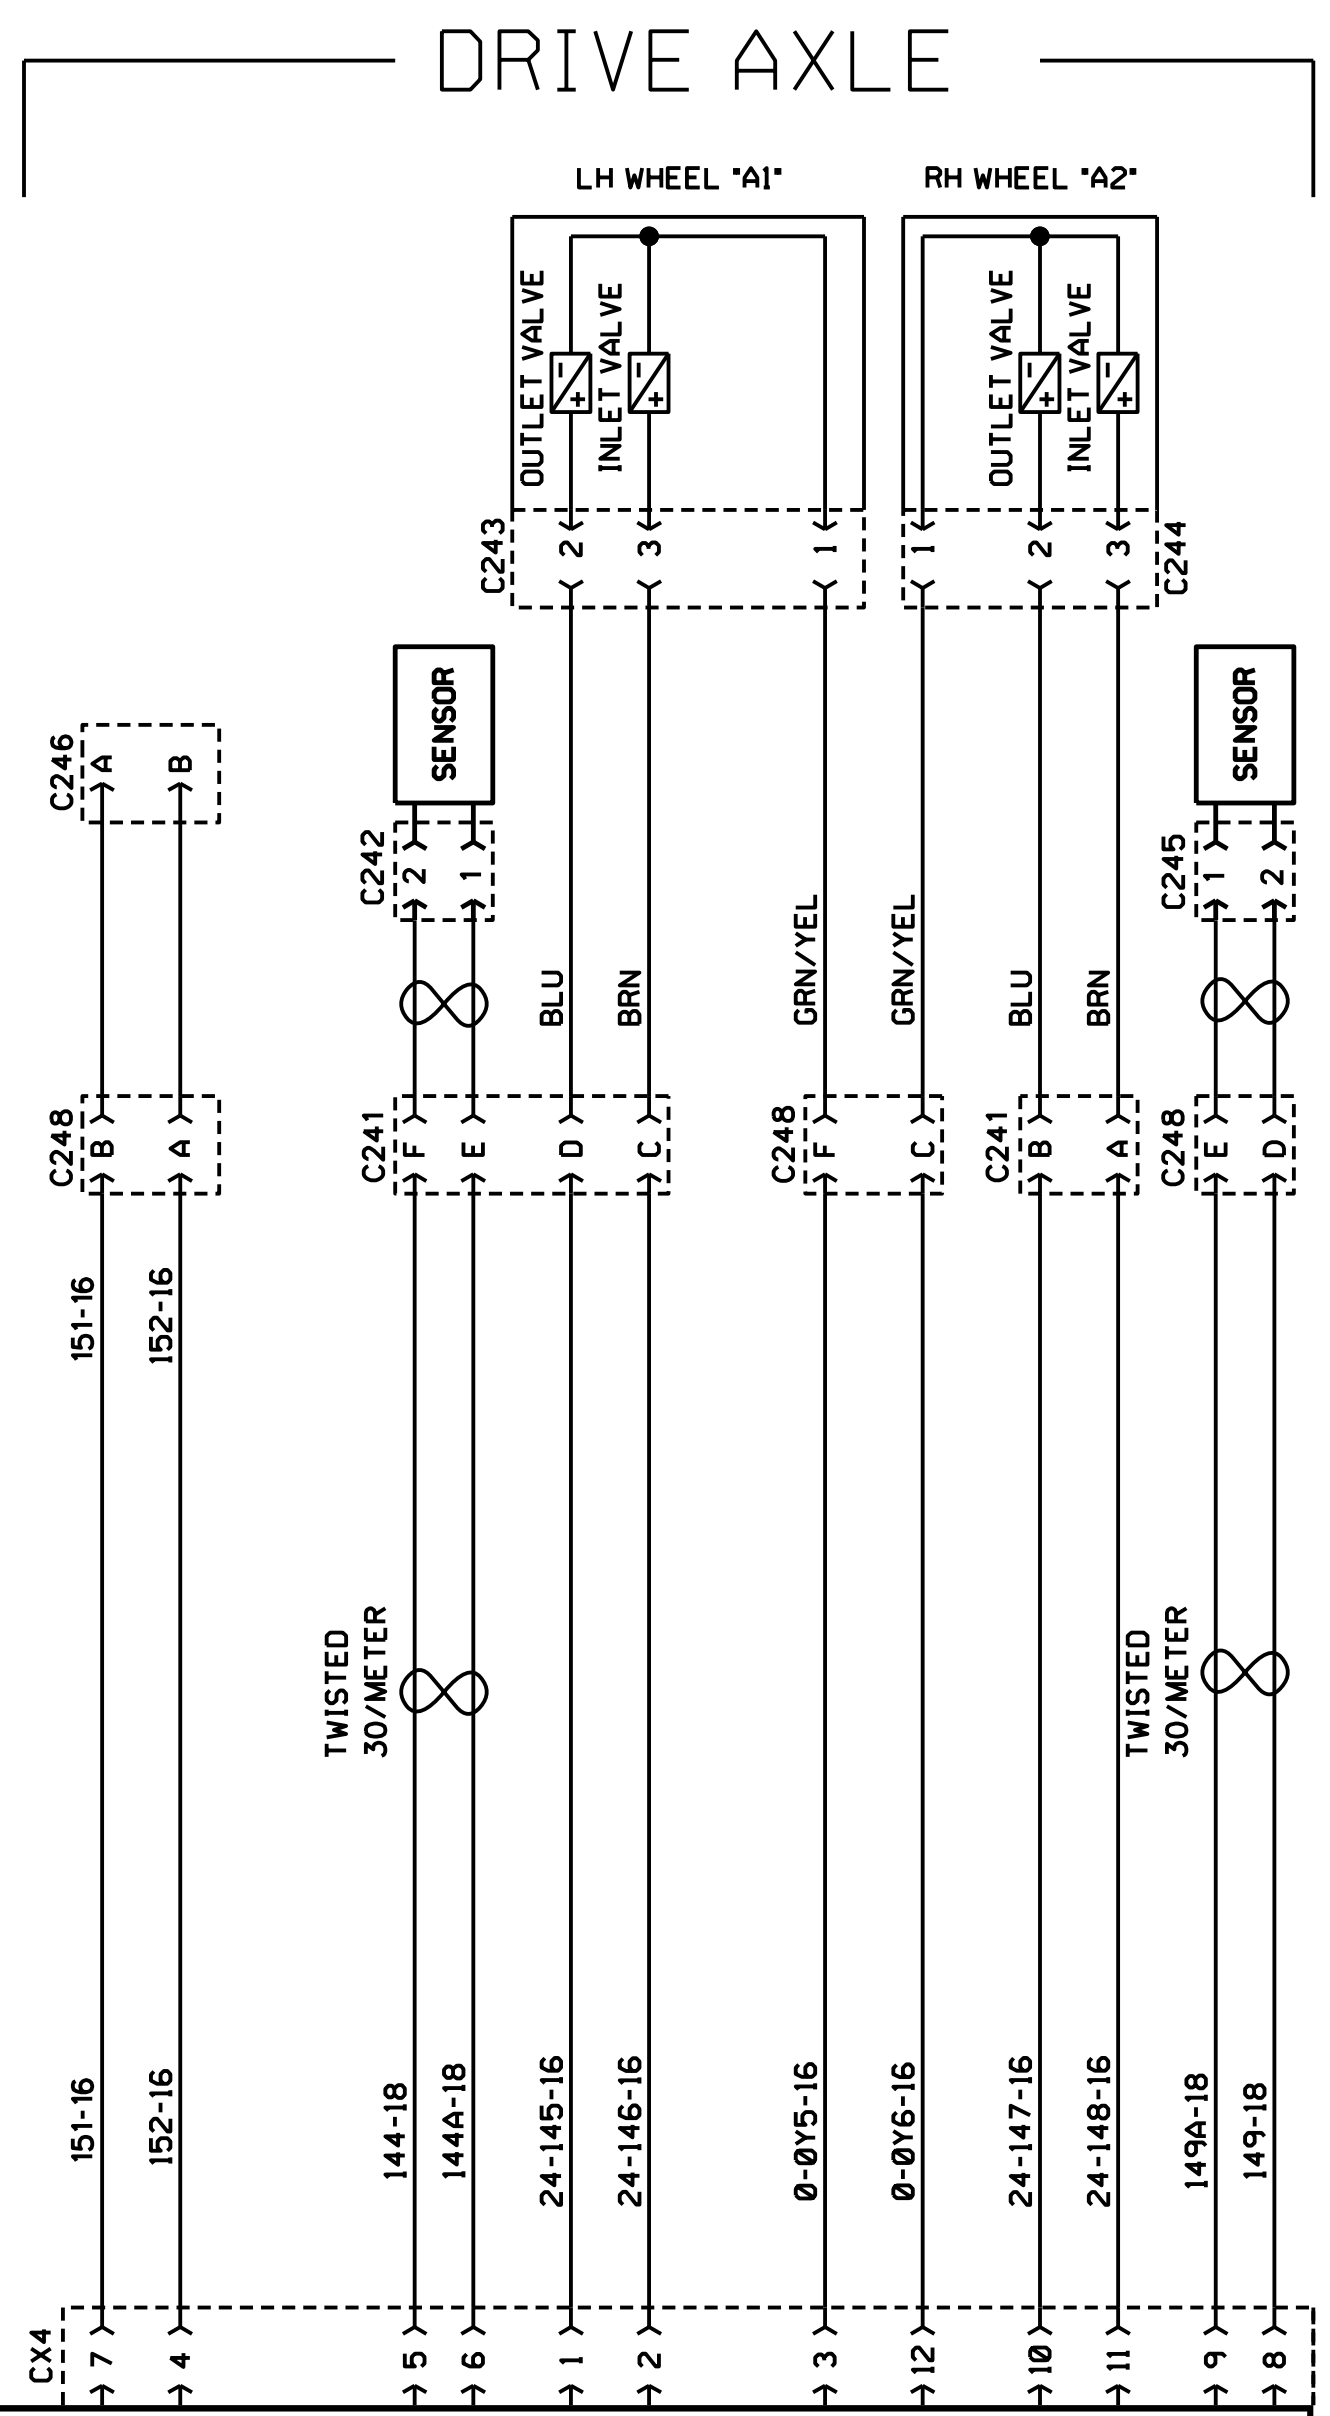 DRIVE AXLE
LH WHEEL "A1"
RH WHEEL "A2"
OUTLET VALVE
INLET VALVE
OUTLET VALVE
INLET VALVE
C243
2
3
1
1
2
3
C244
SENSOR
SENSOR
C246
A
B
C242
2
1
C245
1
2
BLU
BRN
GRN/YEL
GRN/YEL
BLU
BRN
C248
B
A
C241
F
E
D
C
C248
F
C
C241
B
A
C248
E
D
151-16
152-16
TWISTED
30/METER
TWISTED
30/METER
151-16
152-16
144-18
144A-18
24-145-16
24-146-16
0-0Y5-16
0-0Y6-16
24-147-16
24-148-16
149A-18
149-18
CX4
7
4
5
6
1
2
3
12
10
11
9
8